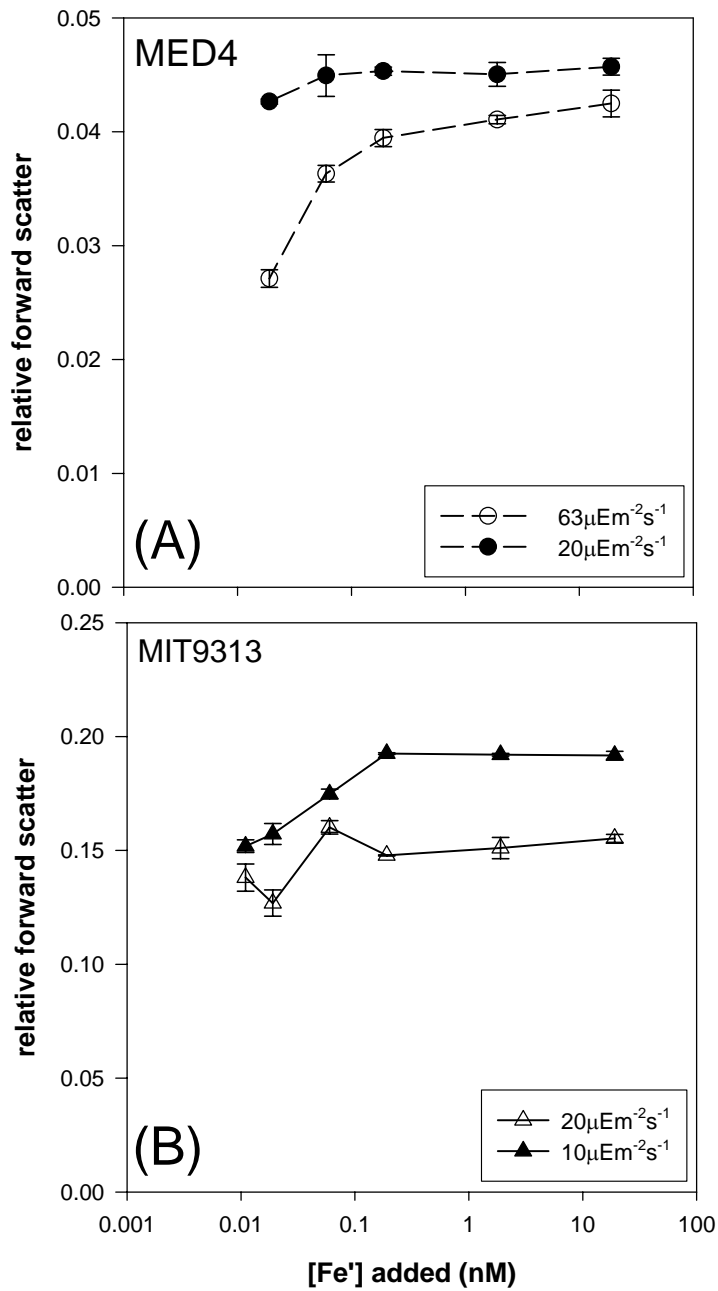 0.05
MED4
0.04
0.03
0.02
0.01
0.00
relative forward scatter
(A)
63µEm⁻²s⁻¹
20µEm⁻²s⁻¹
0.25
MIT9313
0.20
0.15
0.10
0.05
0.00
relative forward scatter
(B)
20µEm⁻²s⁻¹
10µEm⁻²s⁻¹
0.001 0.01 0.1 1 10 100
[Fe'] added (nM)